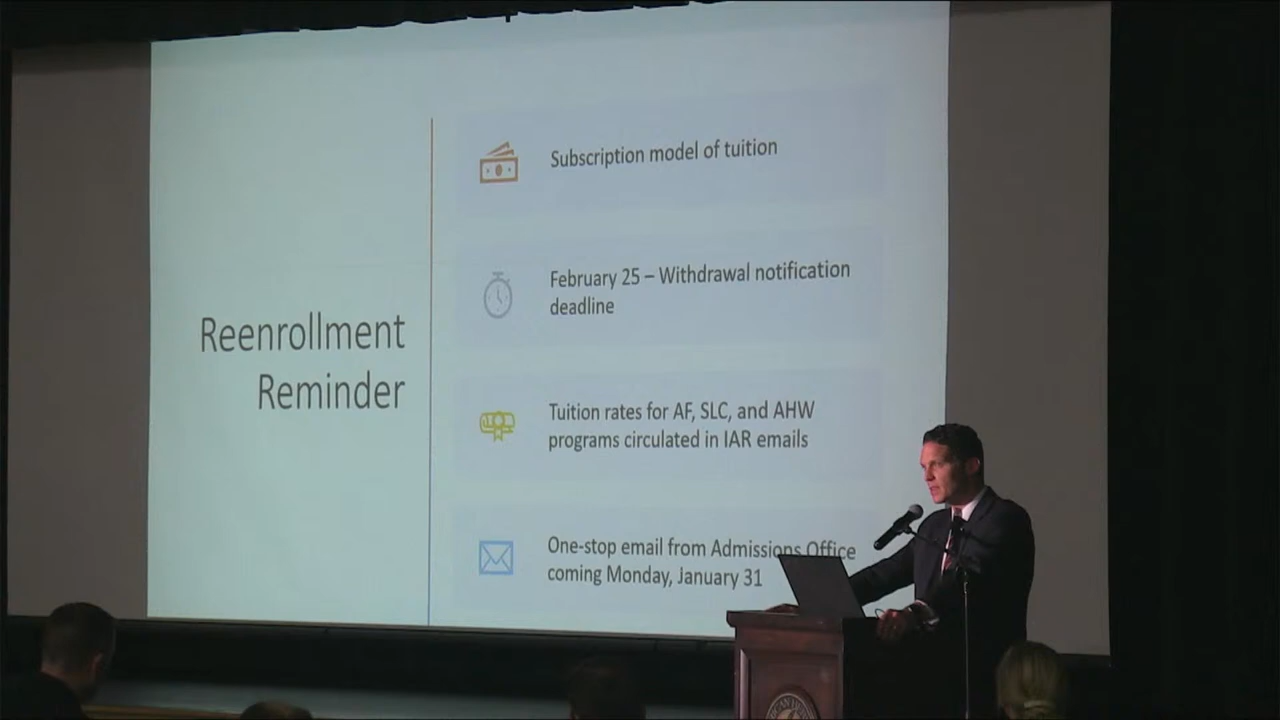 Reenrollment
Reminder
Subscription model of tuition
February 25 – Withdrawal notification
deadline
Tuition rates for AF, SLC, and AHW
programs circulated in IAR emails
One-stop email from Admissions Office
coming Monday, January 31